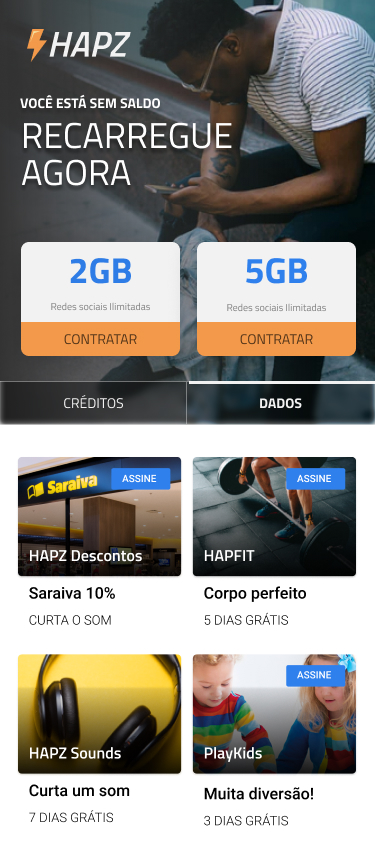 HAPZ
VOCÊ ESTÁ SEM SALDO
RECARREGUE
AGORA
2GB
Redes sociais Ilimitadas
CONTRATAR
5GB
Redes sociais Ilimitadas
CONTRATAR
CRÉDITOS
DADOS
Saraiva
ASSINE
HAPZ Descontos
Saraiva 10%
CURTA O SOM
ASSINE
HAPFIT
Corpo perfeito
5 DIAS GRÁTIS
HAPZ Sounds
Curta um som
7 DIAS GRÁTIS
ASSINE
PlayKids
Muita diversão!
3 DIAS GRÁTIS